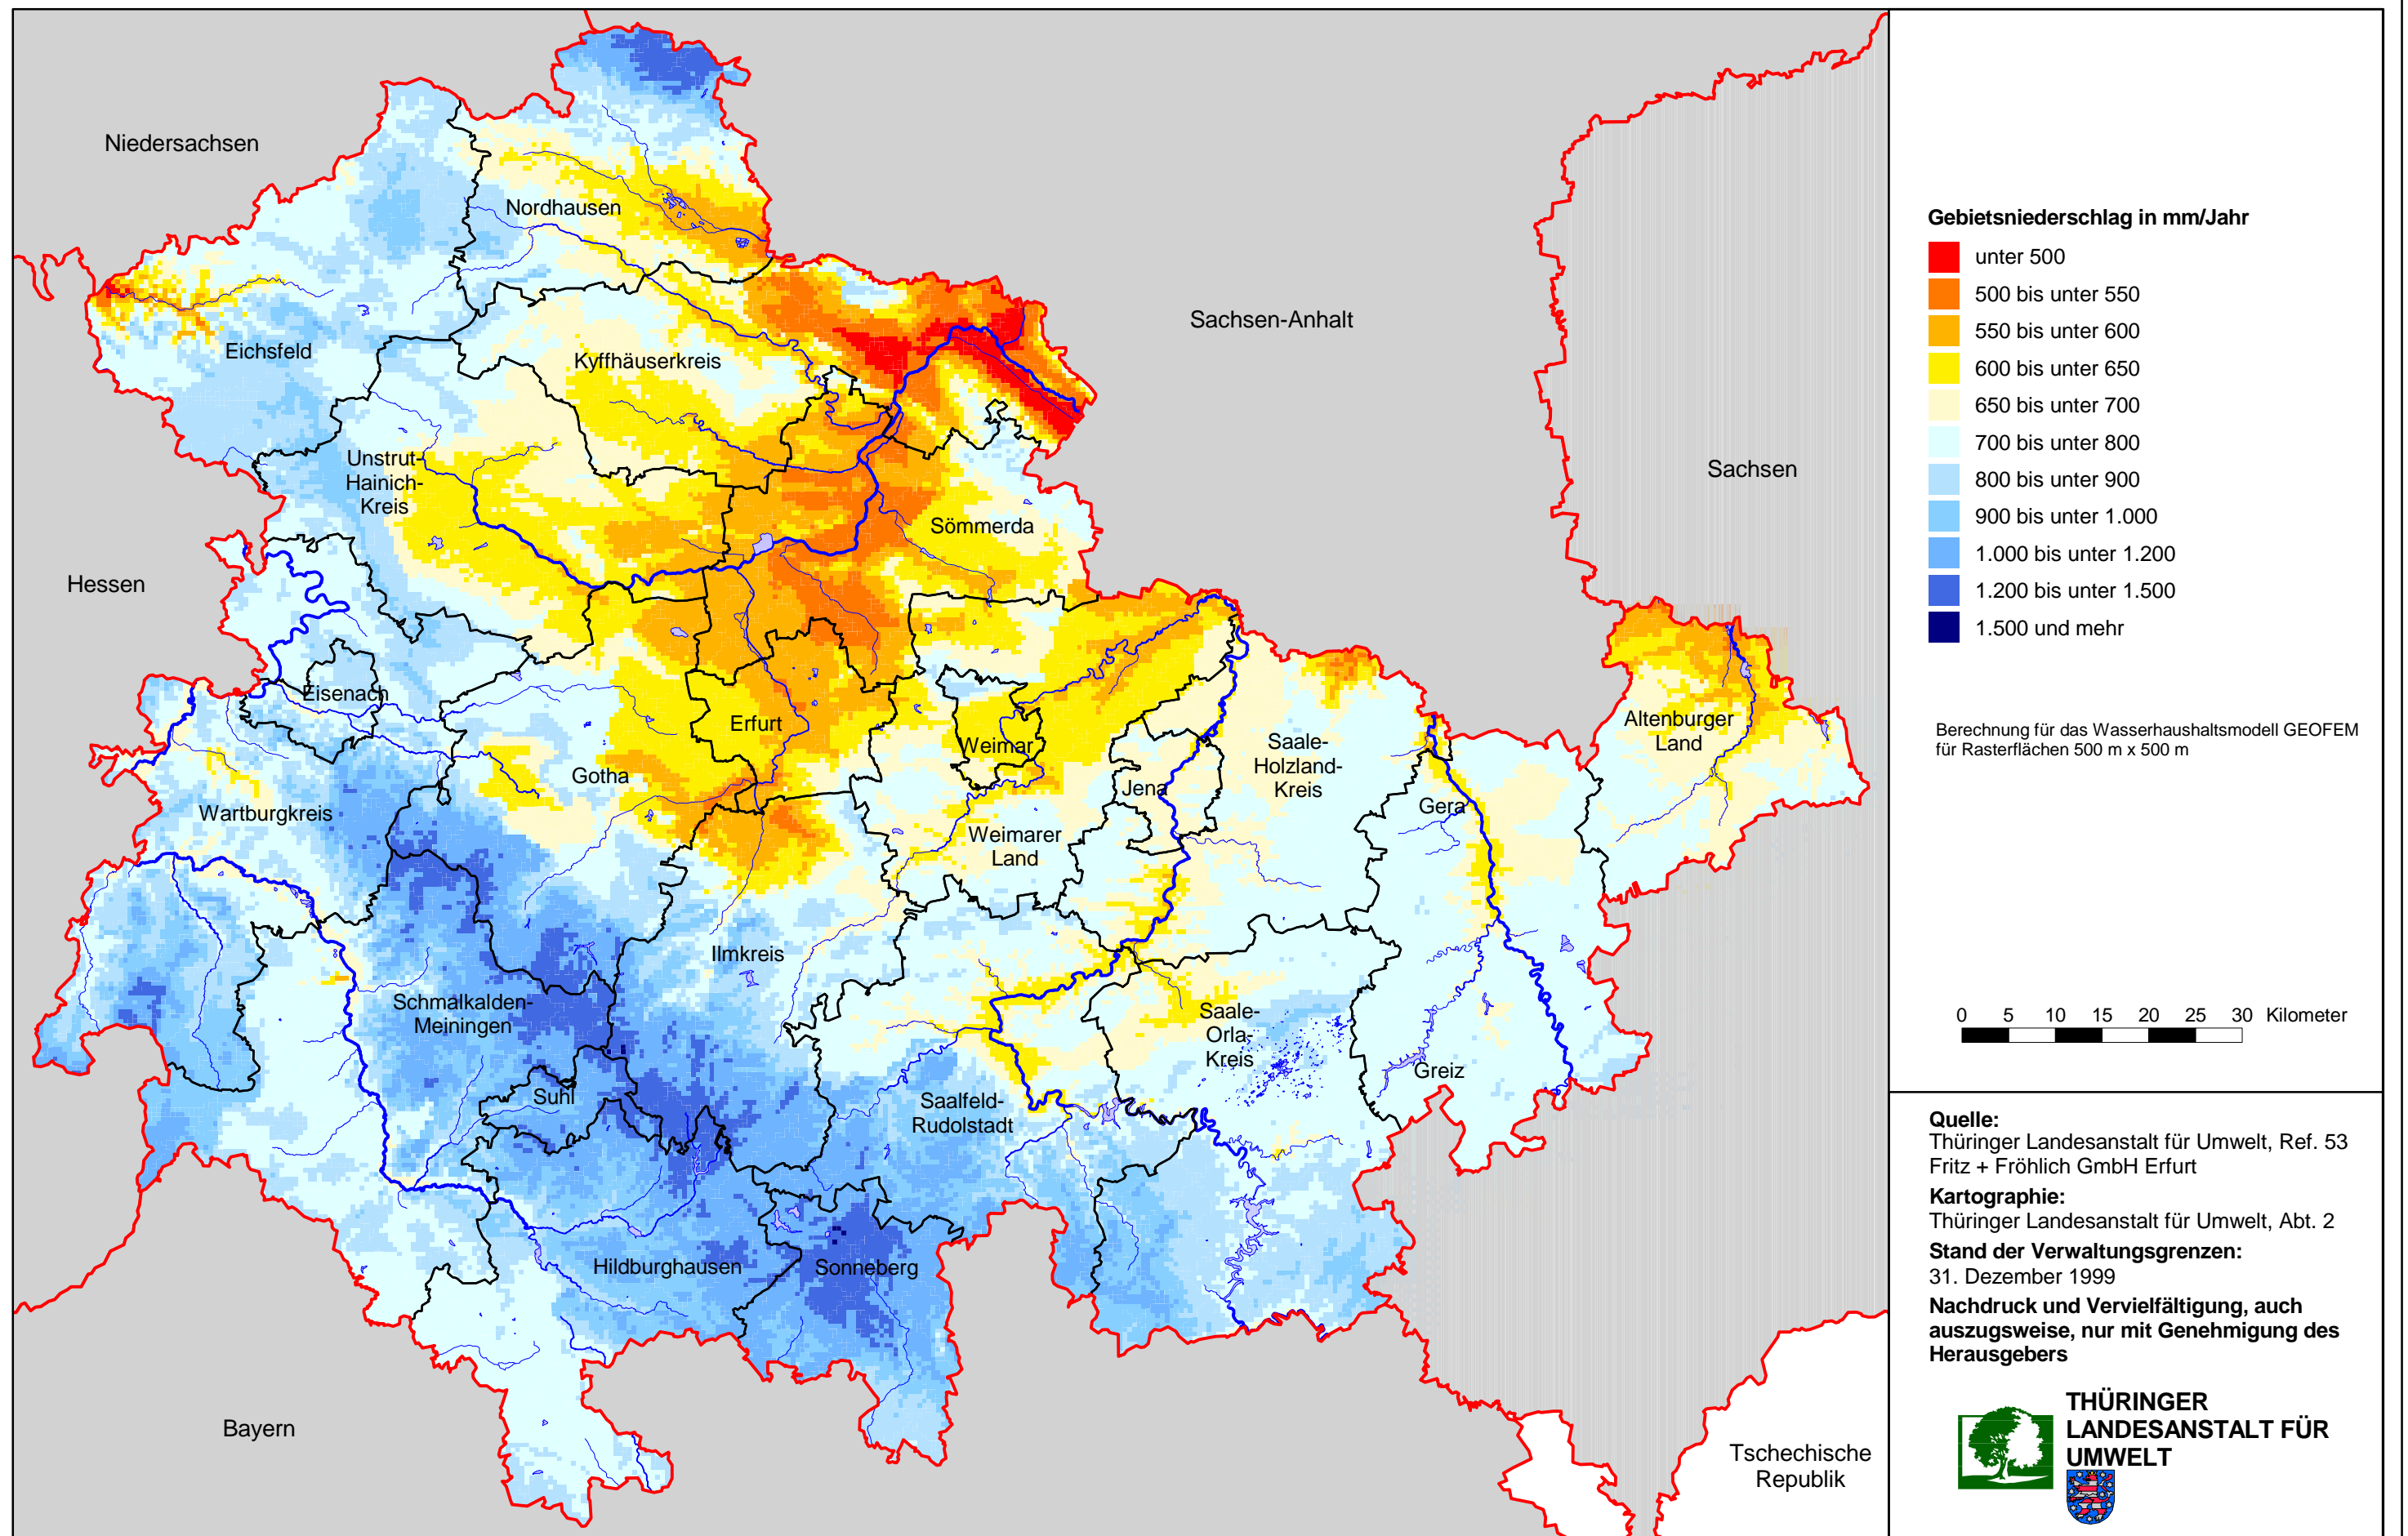 Niedersachsen
Nordhausen
Sachsen-Anhalt
Eichsfeld
Kyffhäuserkreis
Unstrut-
Hainich-
Kreis
Sömmerda
Sachsen
Hessen
Eisenach
Erfurt
Weimar
Gotha
Jena
Saale-
Holzland-
Kreis
Altenburger
Land
Wartburgkreis
Weimarer
Land
Gera
Ilmkreis
Schmalkalden-
Meiningen
Saale-
Orla-
Kreis
Suhl
Saalfeld-
Rudolstadt
Greiz
Hildburghausen
Sonneberg
Bayern
Tschechische
Republik
Gebietsniederschlag in mm/Jahr
unter 500
500 bis unter 550
550 bis unter 600
600 bis unter 650
650 bis unter 700
700 bis unter 800
800 bis unter 900
900 bis unter 1.000
1.000 bis unter 1.200
1.200 bis unter 1.500
1.500 und mehr
Berechnung für das Wasserhaushaltsmodell GEOFEM
für Rasterflächen 500 m x 500 m
0 5 10 15 20 25 30 Kilometer
Quelle:
Thüringer Landesanstalt für Umwelt, Ref. 53
Fritz + Fröhlich GmbH Erfurt
Kartographie:
Thüringer Landesanstalt für Umwelt, Abt. 2
Stand der Verwaltungsgrenzen:
31. Dezember 1999
Nachdruck und Vervielfältigung, auch
auszugsweise, nur mit Genehmigung des
Herausgebers
THÜRINGER
LANDESANSTALT FÜR
UMWELT